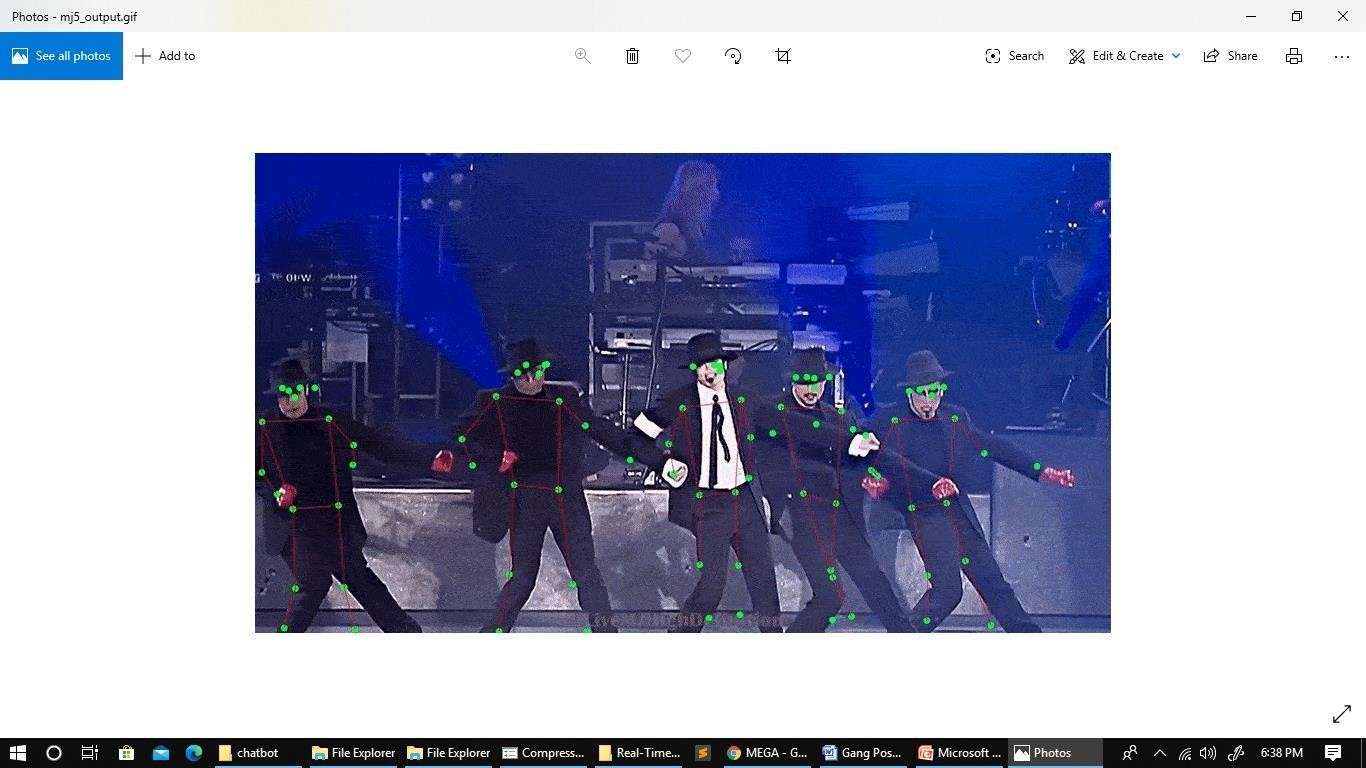 Photos - mj5_output.gif
See all photos
Add to
Search
Edit & Create
Share
chatbot
File Explorer
File Explorer
Compress...
Real-Time...
MEGA - G...
Gang Pos...
Microsoft ...
Photos
6:38 PM